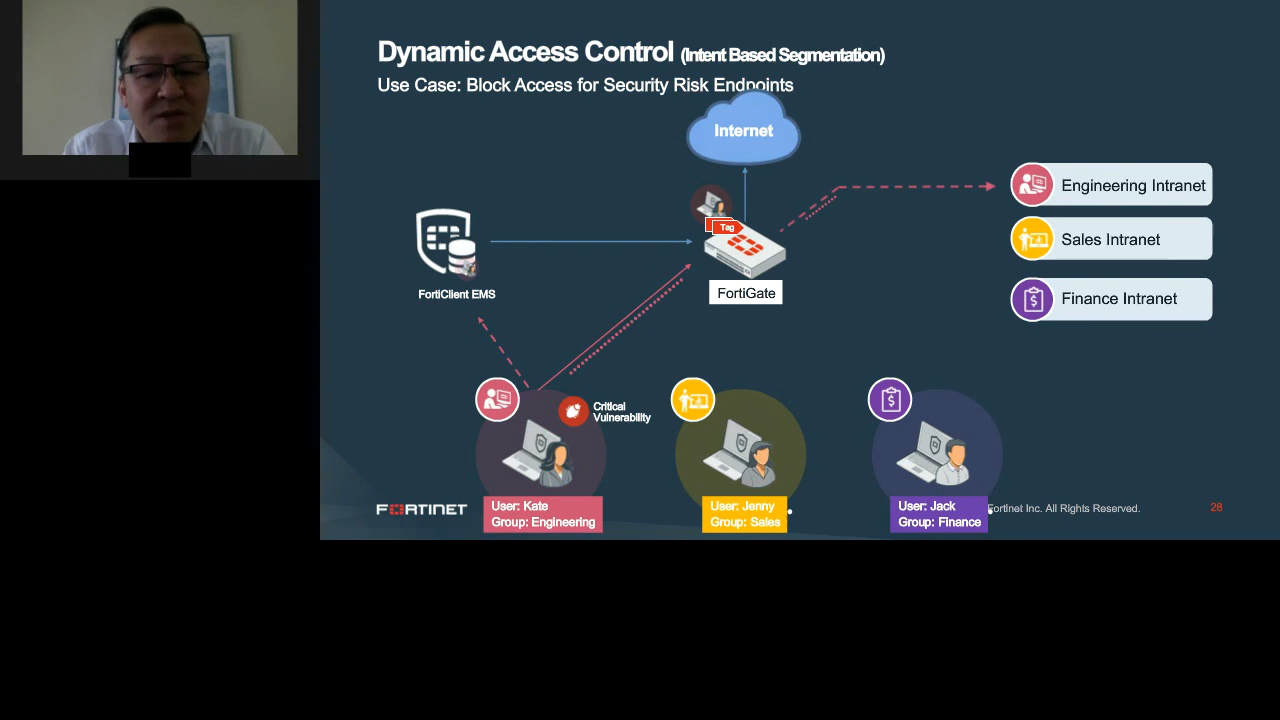 Dynamic Access Control (Intent Based Segmentation)
Use Case: Block Access for Security Risk Endpoints
Internet
Engineering Intranet
Tag
Sales Intranet
FortiClient EMS
FortiGate
Finance Intranet
Critical
Vulnerability
User: Kate
Group: Engineering
User: Jenny
Group: Sales
User: Jack
Group: Finance
FORTINET
Fortinet Inc. All Rights Reserved.
28